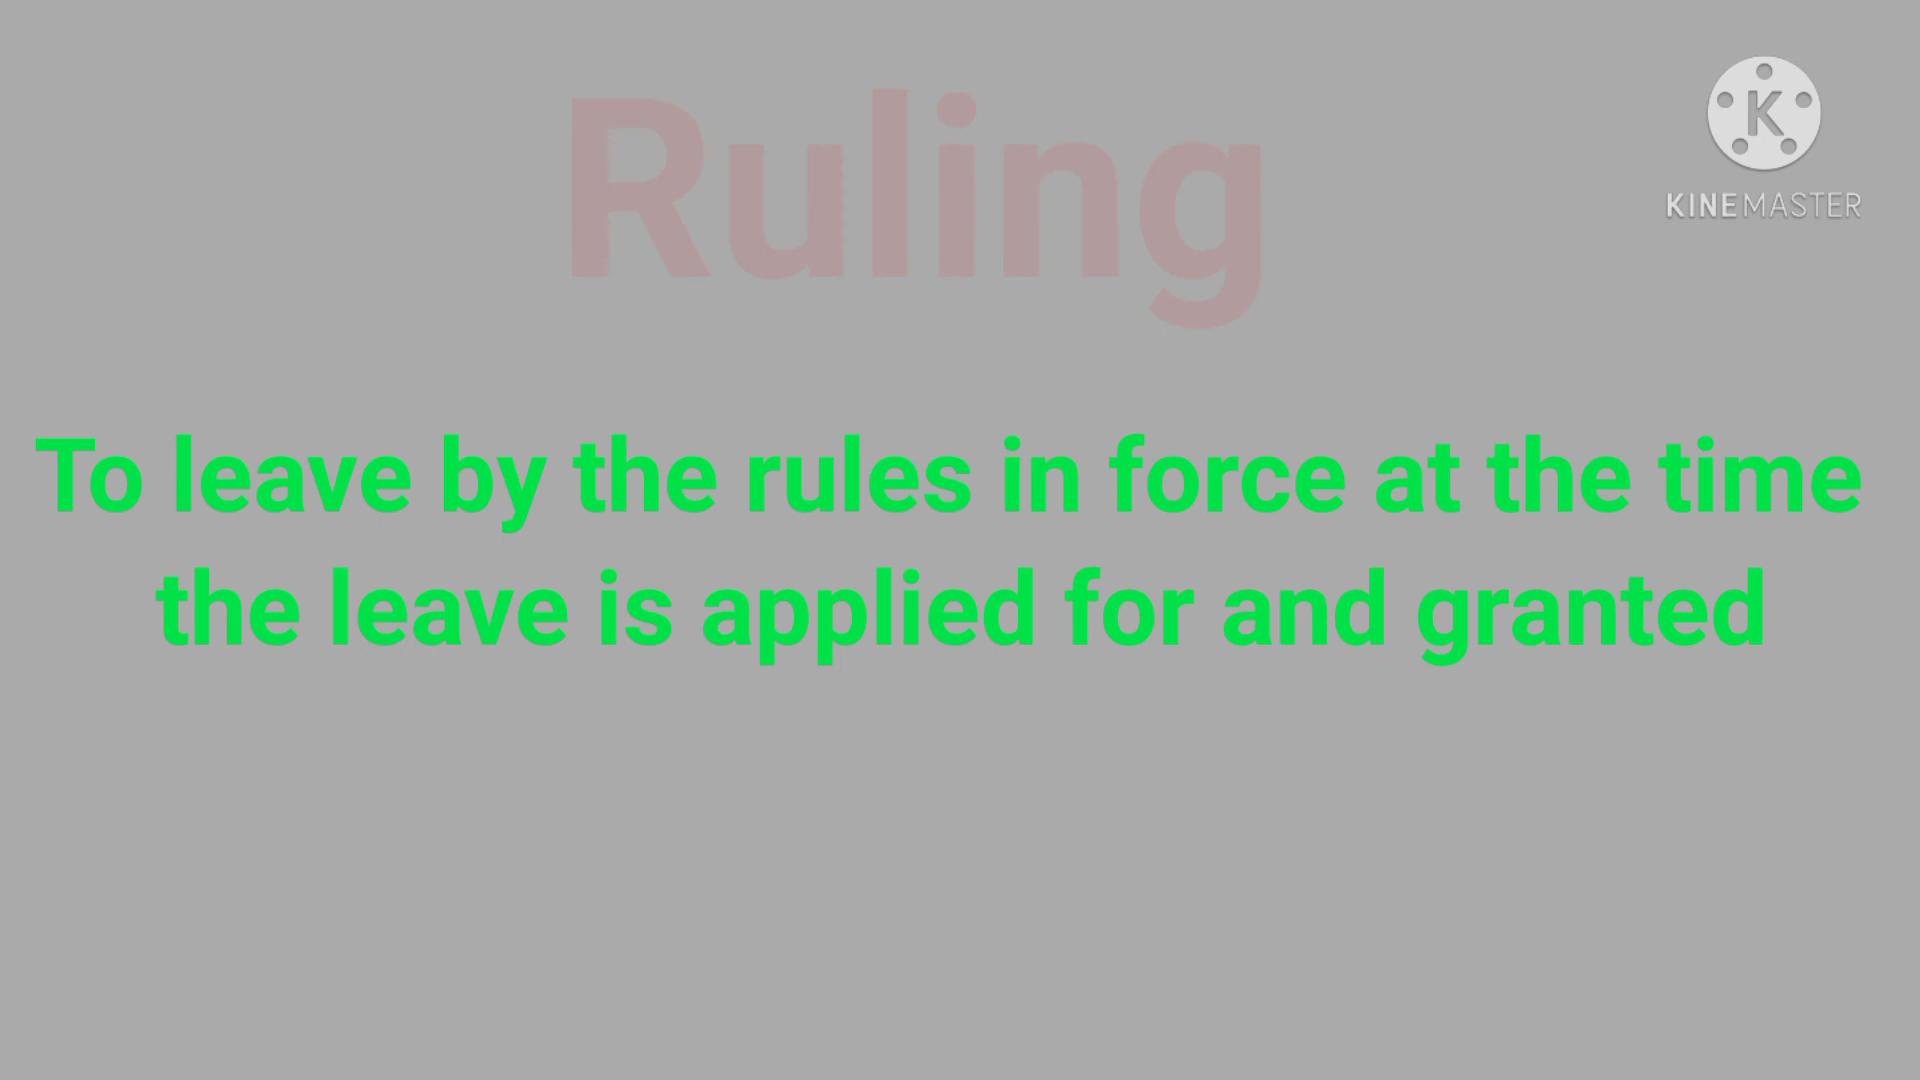 Ruling
K
KINEMASTER
To leave by the rules in force at the time
the leave is applied for and granted